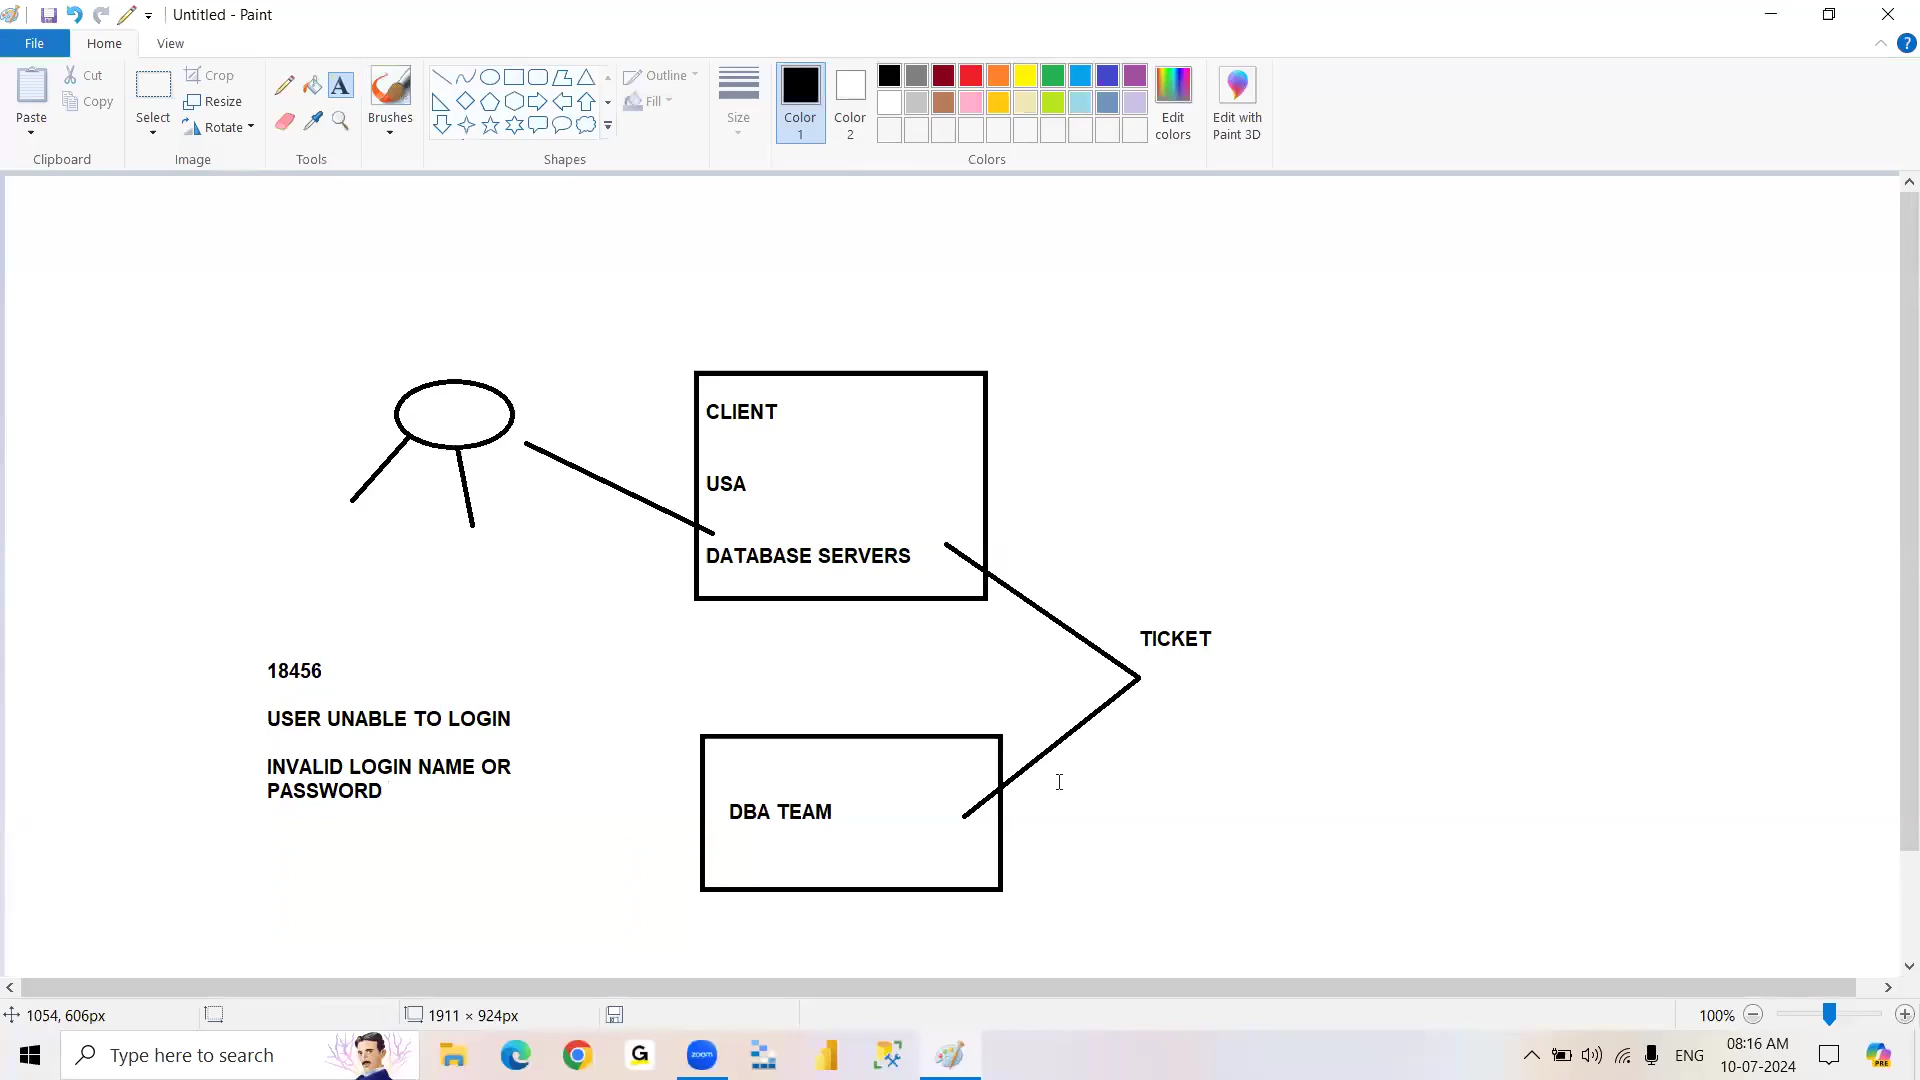 Untitled - Paint
File
Home
View
Paste
Cut
Copy
Clipboard
Select
Crop
Resize
Rotate
Image
A
Tools
Brushes
Shapes
Outline
Fill
Size
Color 1
Color 2
Colors
Edit colors
Edit with Paint 3D
?
CLIENT
USA
DATABASE SERVERS
TICKET
18456
USER UNABLE TO LOGIN
INVALID LOGIN NAME OR
PASSWORD
DBA TEAM
1054, 606px
1911 × 924px
100%
Type here to search
G
zoom
PRE
ENG
08:16 AM
10-07-2024